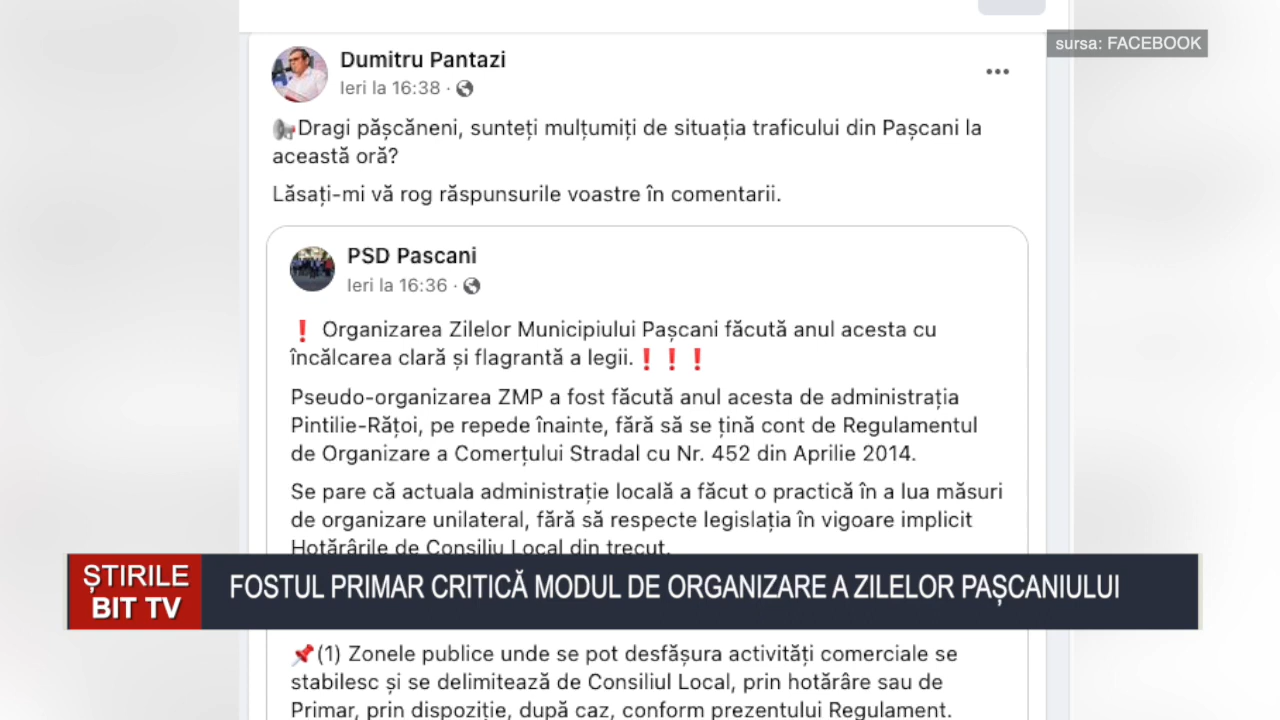 sursa: FACEBOOK
Dumitru Pantazi
Ieri la 16:38 ·
Dragi pășcăneni, sunteți mulțumiți de situația traficului din Pașcani la
această oră?
Lăsați-mi vă rog răspunsurile voastre în comentarii.
PSD Pascani
Ieri la 16:36 ·
❗ Organizarea Zilelor Municipiului Pașcani făcută anul acesta cu
încălcarea clară și flagrantă a legii.❗❗❗
Pseudo-organizarea ZMP a fost făcută anul acesta de administrația
Pintilie-Rățoi, pe repede înainte, fără să se țină cont de Regulamentul
de Organizare a Comerțului Stradal cu Nr. 452 din Aprilie 2014.
Se pare că actuala administrație locală a făcut o practică în a lua măsuri
de organizare unilateral, fără să respecte legislația în vigoare implicit
Hotărârile de Consiliu Local din trecut.
ȘTIRILE
BIT TV
FOSTUL PRIMAR CRITICĂ MODUL DE ORGANIZARE A ZILELOR PAȘCANIULUI
📌(1) Zonele publice unde se pot desfășura activități comerciale se
stabilesc și se delimitează de Consiliul Local, prin hotărâre sau de
Primar, prin dispoziție, după caz, conform prezentului Regulament.